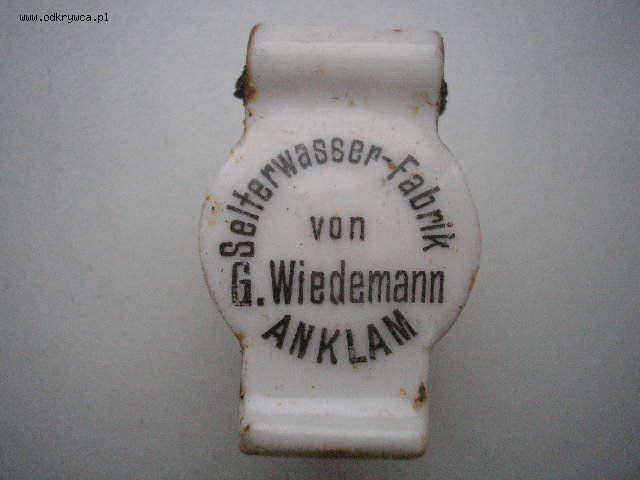 www.odkrywca.pl
Selterwasser-Fabrik
von
G. Wiedemann
ANKLAM